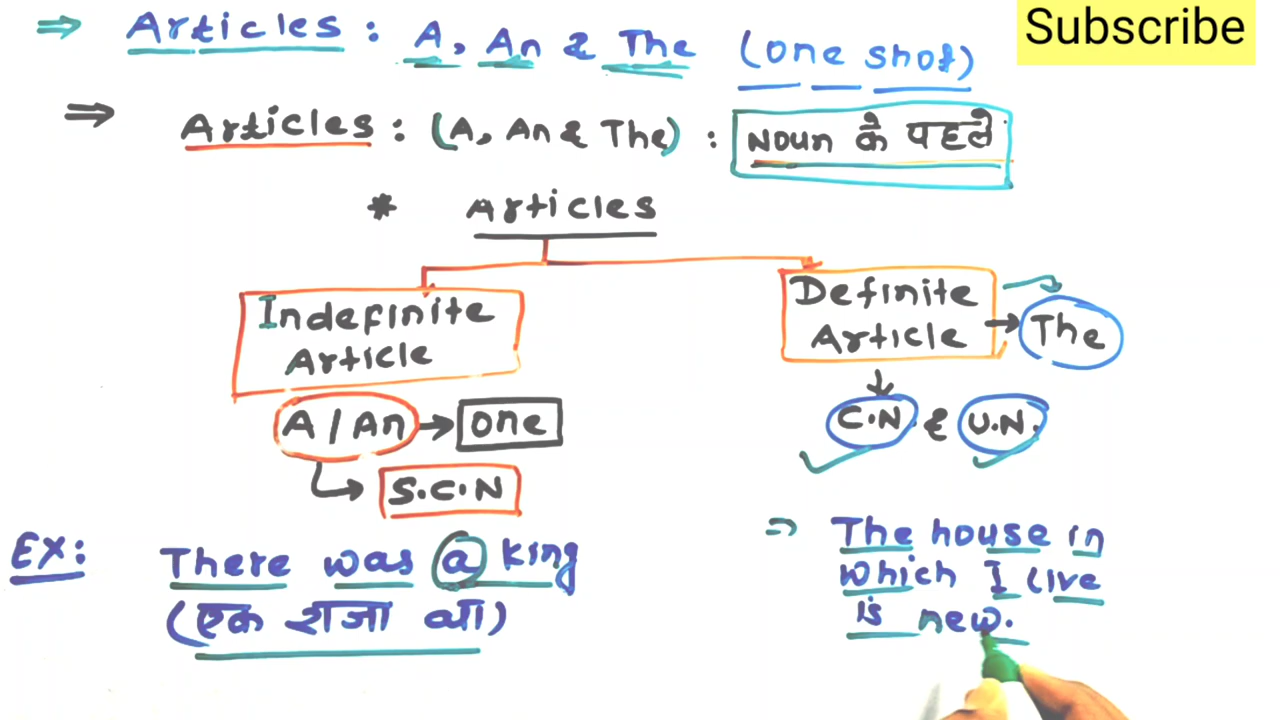 Subscribe
⇒ Articles : A, An & The (one shot)
⇒ Articles : (A, An & The) : Noun के पहले
* Articles
Indefinite Article
Definite Article → The
A / An → one
C.N. & U.N.
S.C.N
EX: There was a king
(एक राजा था)
⇒ The house in
which I live
is new.